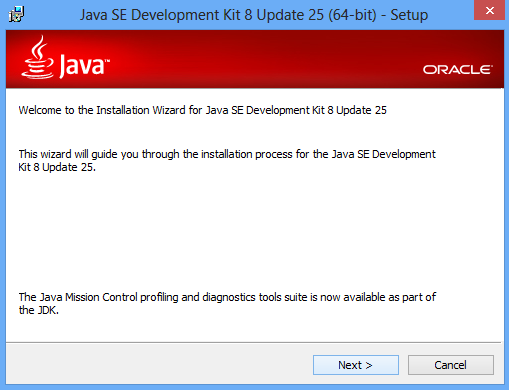 Java SE Development Kit 8 Update 25 (64-bit) - Setup
Java™
ORACLE®
Welcome to the Installation Wizard for Java SE Development Kit 8 Update 25
This wizard will guide you through the installation process for the Java SE Development
Kit 8 Update 25.
The Java Mission Control profiling and diagnostics tools suite is now available as part of
the JDK.
Next >
Cancel